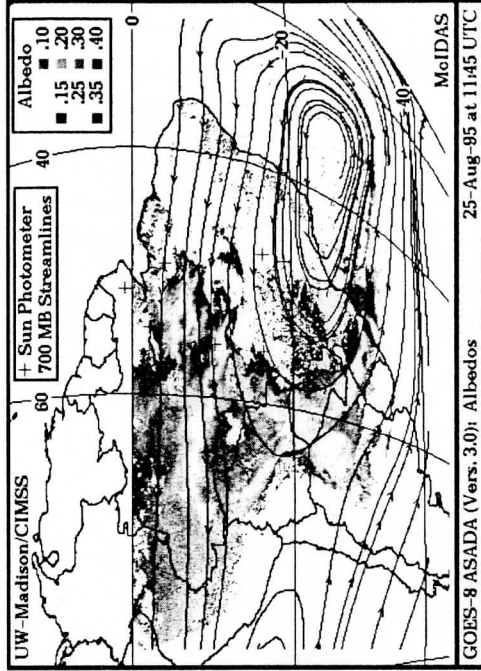 UW-Madison/CIMSS
+ Sun Photometer
700 MB Streamlines
Albedo
.10
.15 .20
.25 .30
.35 .40
60
40
0
-20
-40
McIDAS
GOES-8 ASADA (Vers. 3.0): Albedos 25-Aug-95 at 11:45 UTC